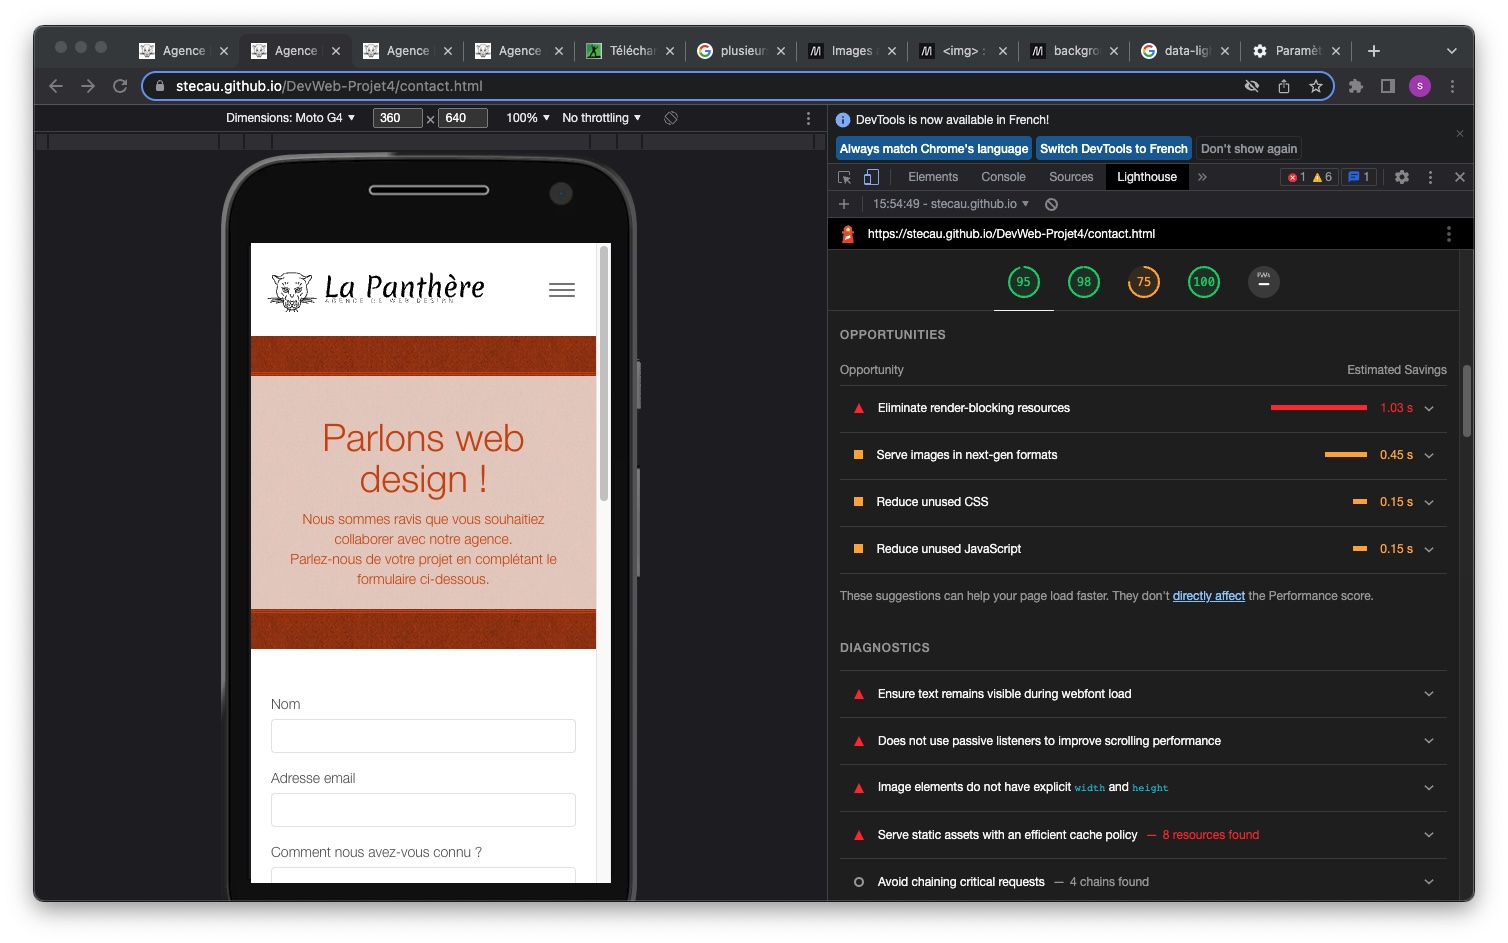 Agence
Agence
Agence
Agence
Téléchar
plusieurs
Images
<img> :
backgro
data-ligh
Paramèt
stecau.github.io/DevWeb-Projet4/contact.html
S
Dimensions: Moto G4 360 × 640 100% No throttling
DevTools is now available in French!
Always match Chrome's language Switch DevTools to French Don't show again
Elements Console Sources Lighthouse » 1 6 1
15:54:49 - stecau.github.io
https://stecau.github.io/DevWeb-Projet4/contact.html
95 98 75 100 PWA
La Panthère
AGENCE DE WEB DESIGN
Parlons web
design !
Nous sommes ravis que vous souhaitiez
collaborer avec notre agence.
Parlez-nous de votre projet en complétant le
formulaire ci-dessous.
Nom
Adresse email
Comment nous avez-vous connu ?
OPPORTUNITIES
Opportunity Estimated Savings
Eliminate render-blocking resources 1.03 s
Serve images in next-gen formats 0.45 s
Reduce unused CSS 0.15 s
Reduce unused JavaScript 0.15 s
These suggestions can help your page load faster. They don't directly affect the Performance score.
DIAGNOSTICS
Ensure text remains visible during webfont load
Does not use passive listeners to improve scrolling performance
Image elements do not have explicit width and height
Serve static assets with an efficient cache policy — 8 resources found
Avoid chaining critical requests — 4 chains found